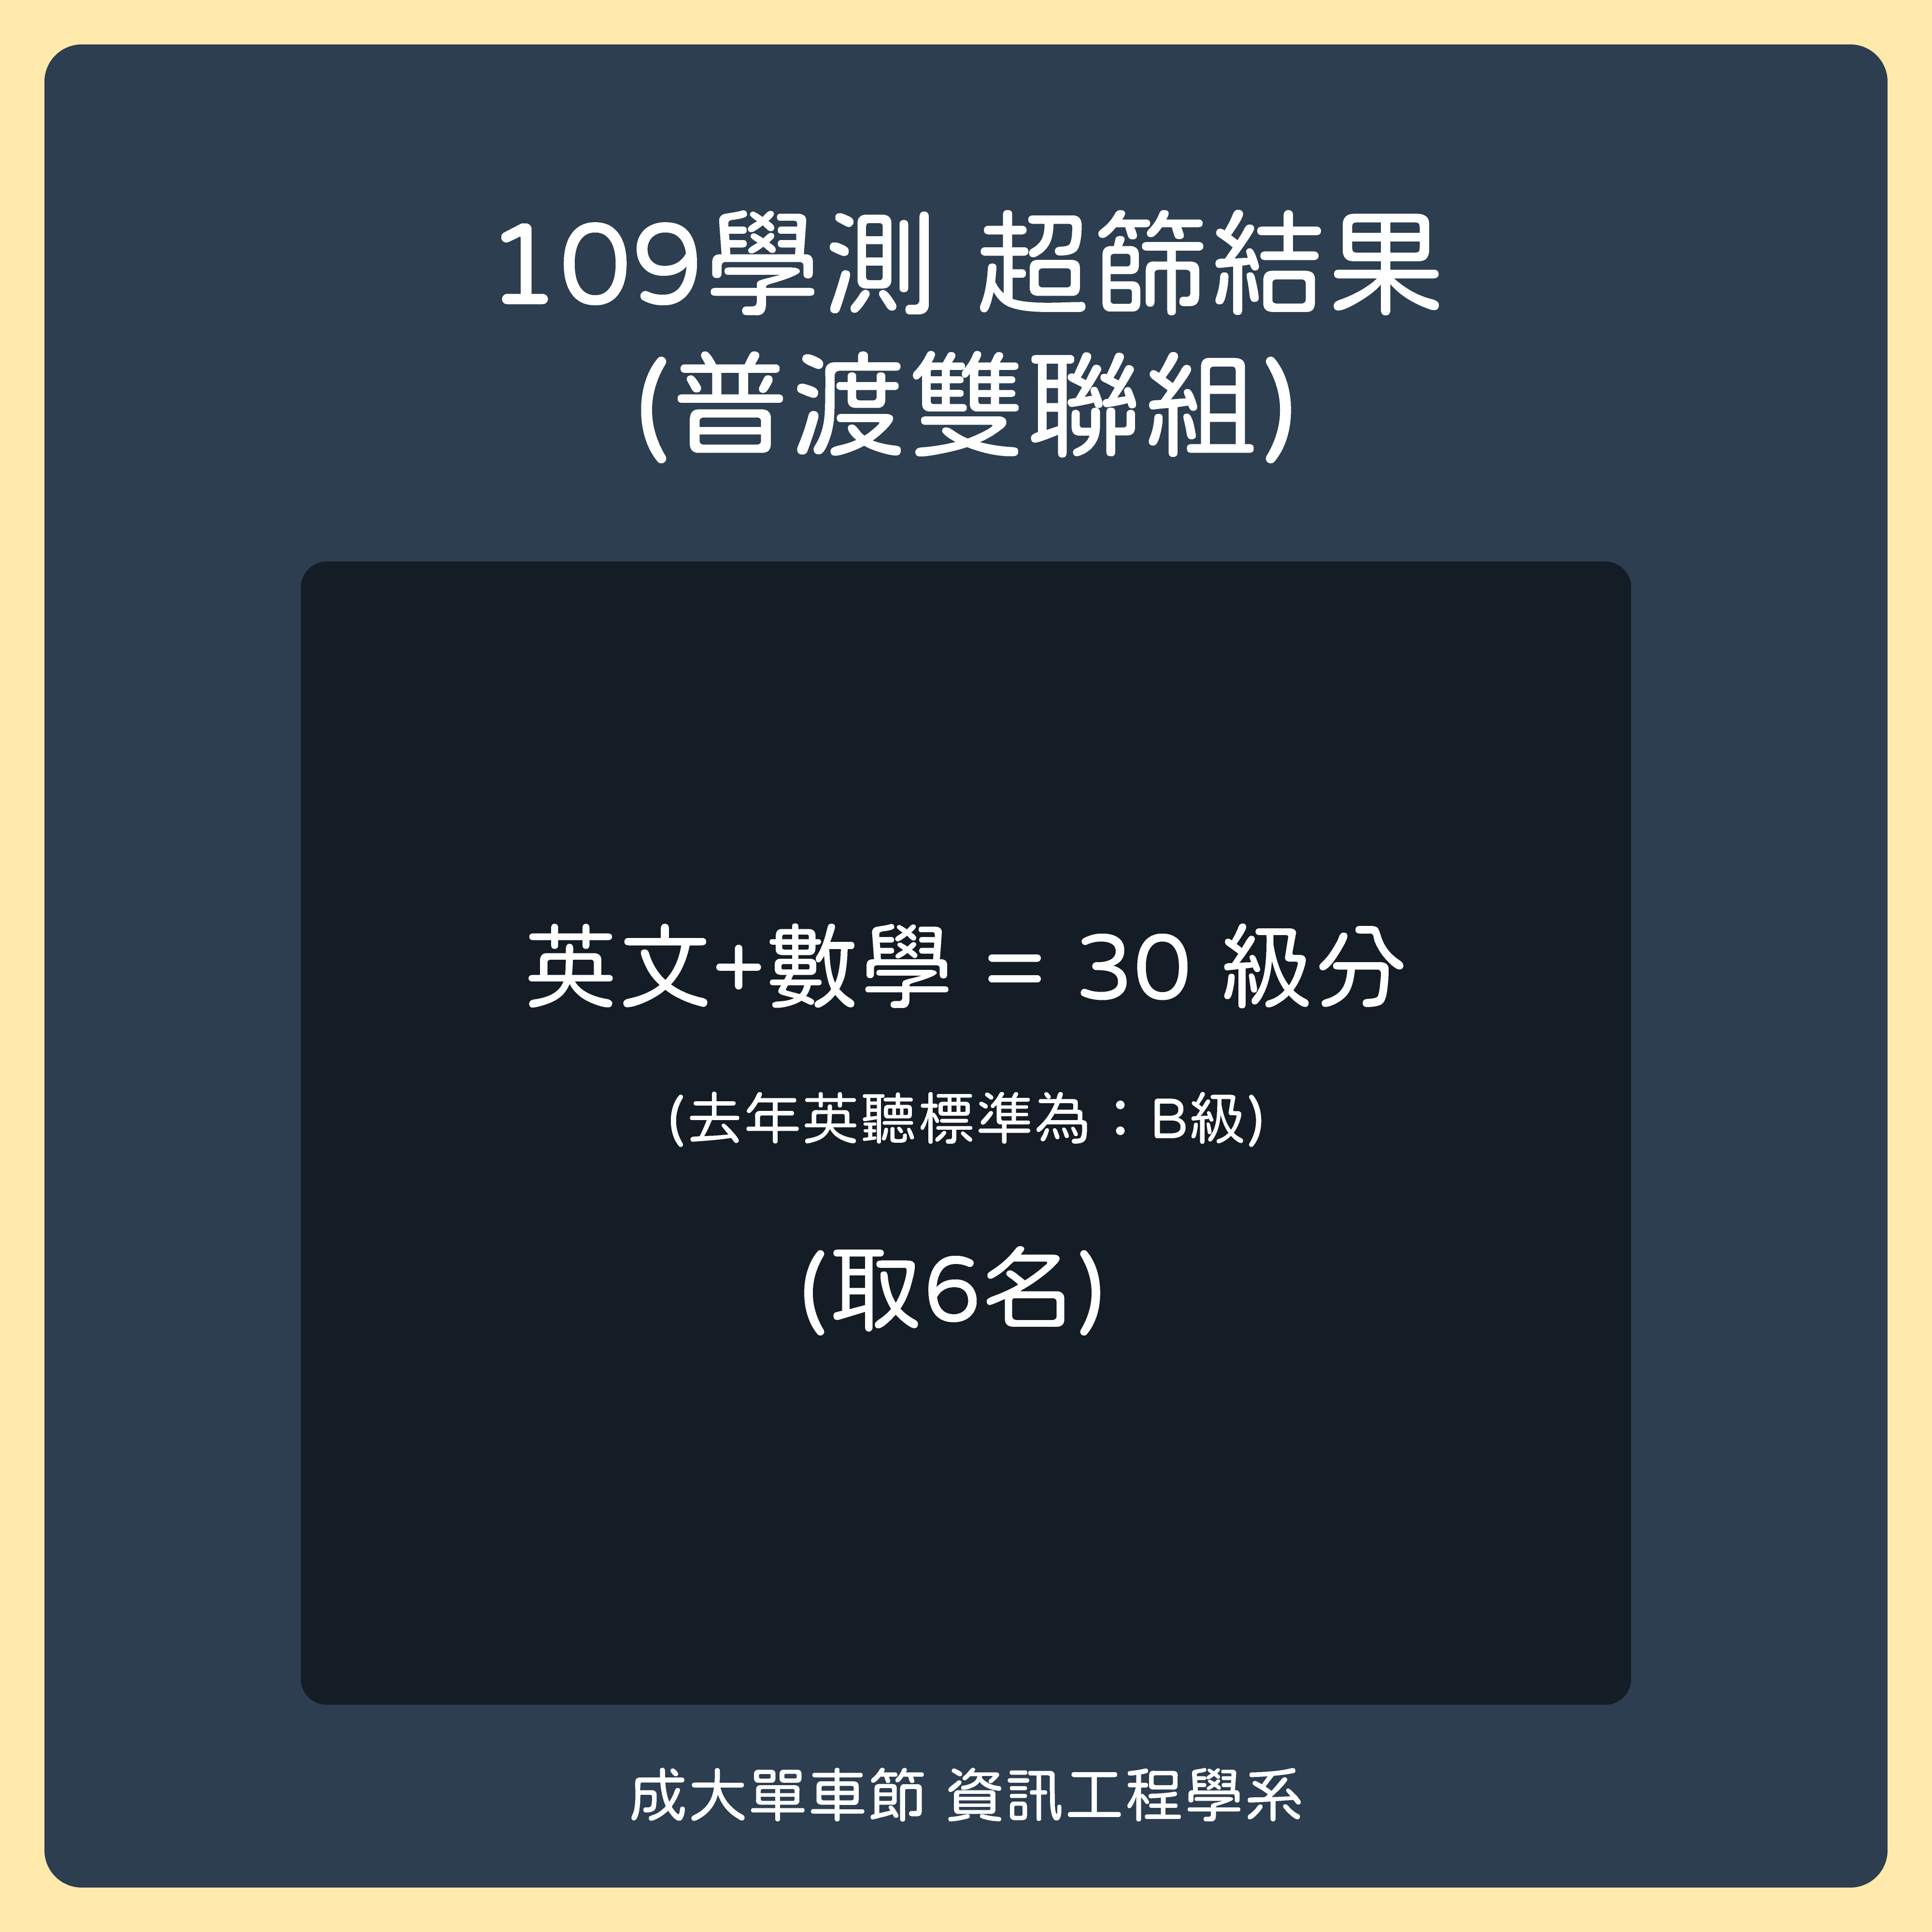 109學測 超篩結果
(普渡雙聯組)
英文+數學 = 30 級分
(去年英聽標準為：B級)
(取6名)
成大單車節 資訊工程學系